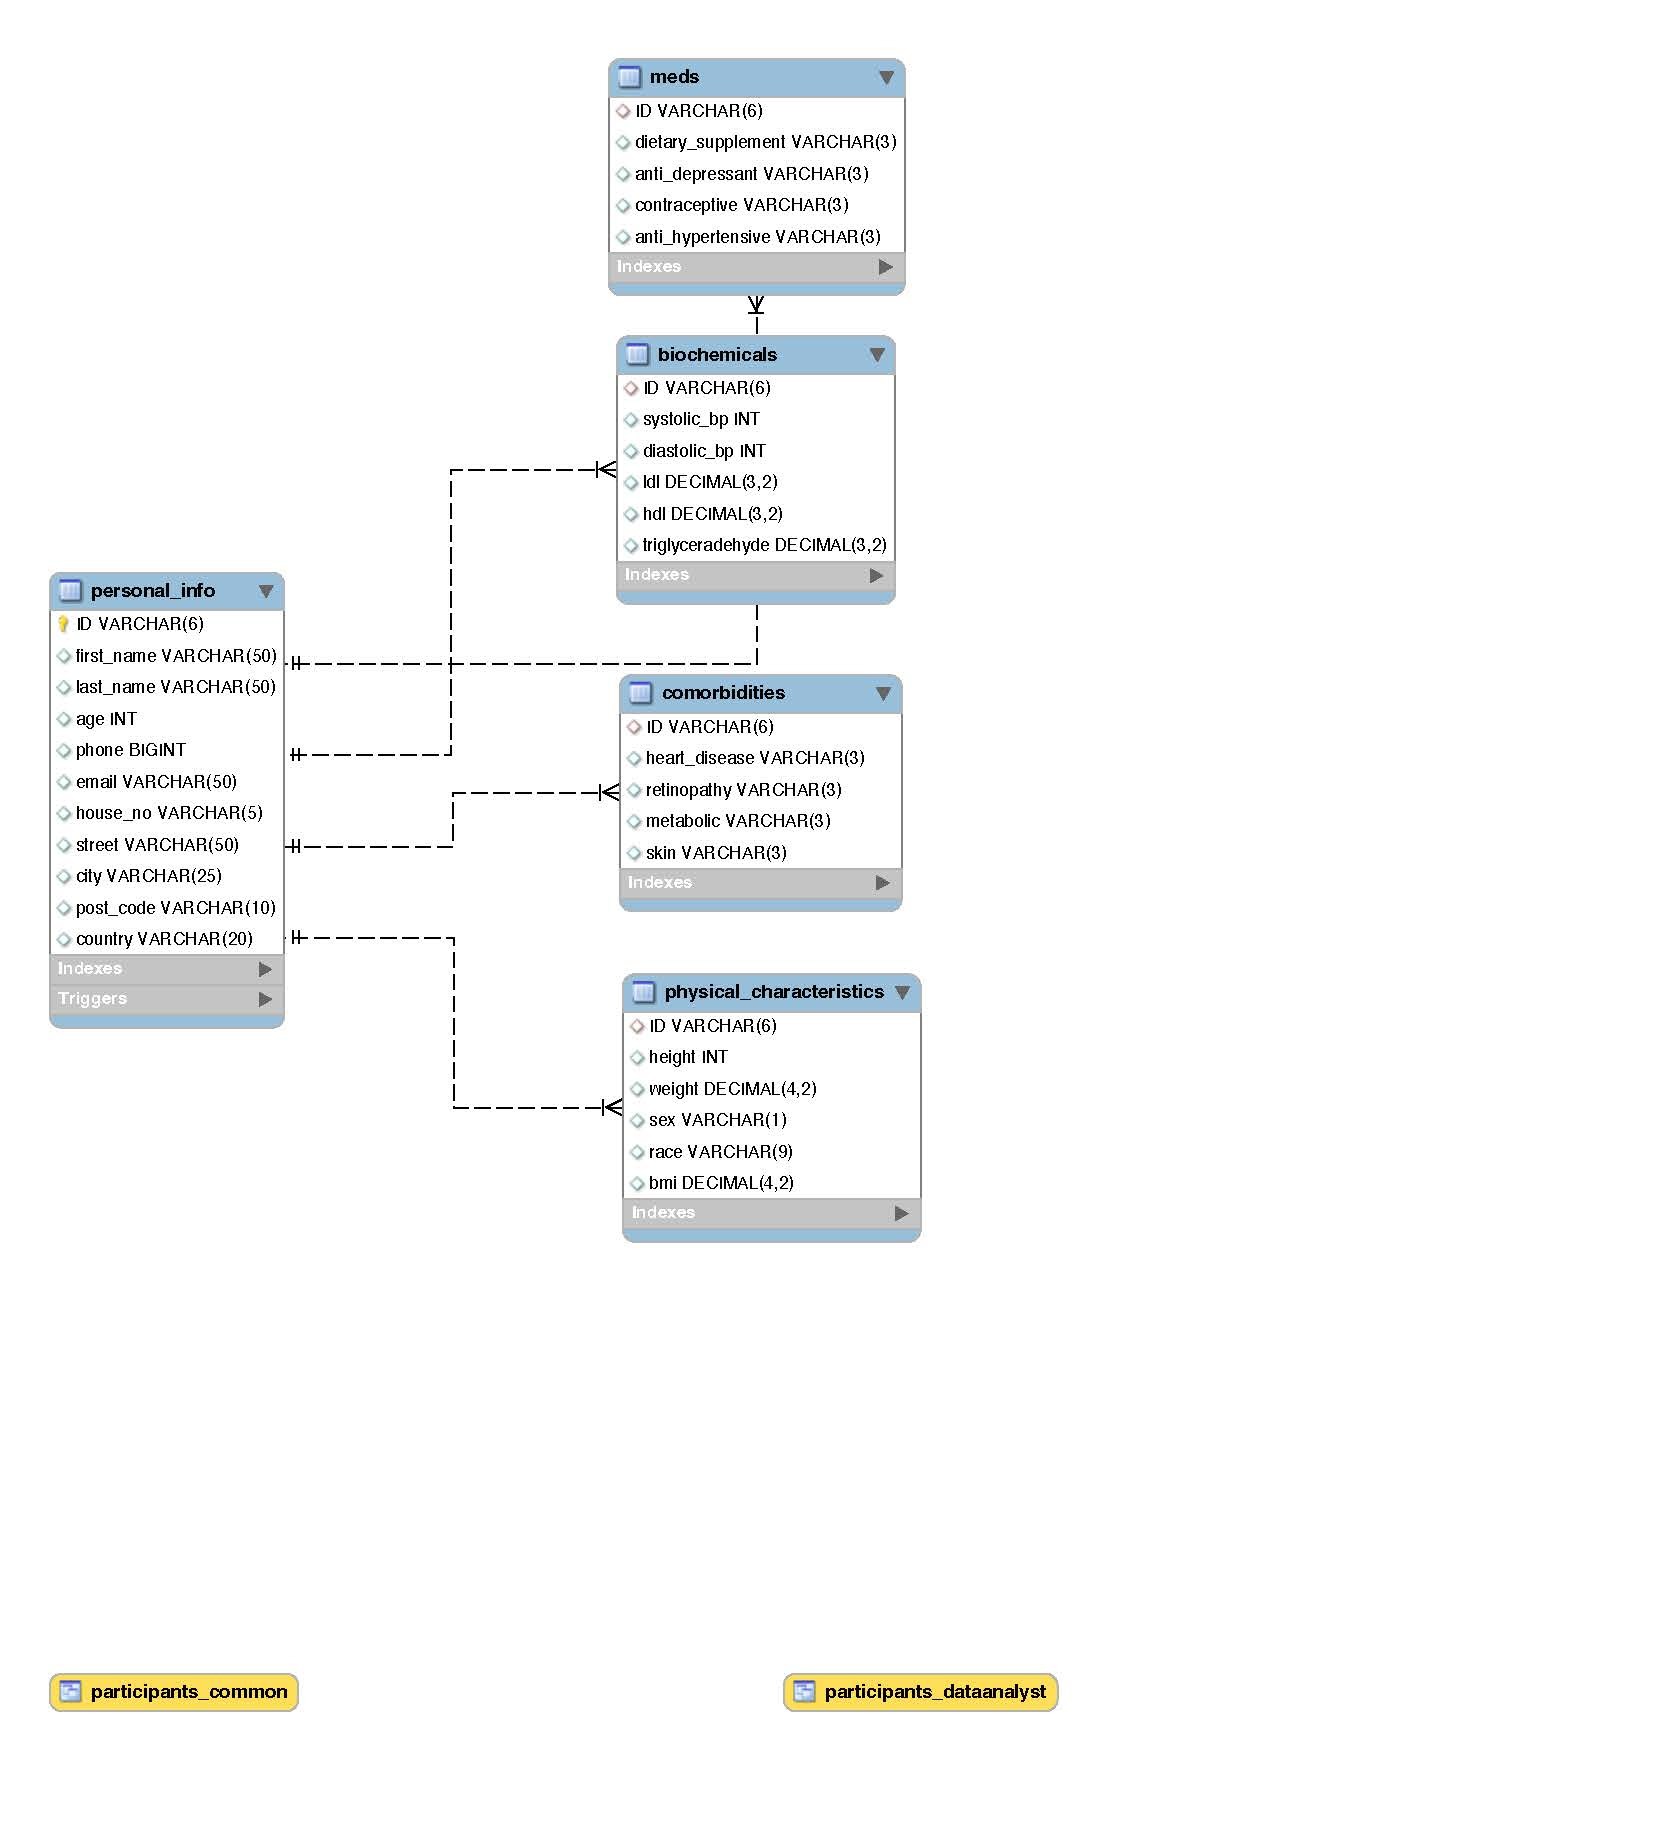 meds
ID VARCHAR(6)
dietary_supplement VARCHAR(3)
anti_depressant VARCHAR(3)
contraceptive VARCHAR(3)
anti_hypertensive VARCHAR(3)
Indexes
biochemicals
ID VARCHAR(6)
systolic_bp INT
diastolic_bp INT
ldl DECIMAL(3,2)
hdl DECIMAL(3,2)
triglyceradehyde DECIMAL(3,2)
Indexes
personal_info
ID VARCHAR(6)
first_name VARCHAR(50)
last_name VARCHAR(50)
age INT
phone BIGINT
email VARCHAR(50)
house_no VARCHAR(5)
street VARCHAR(50)
city VARCHAR(25)
post_code VARCHAR(10)
country VARCHAR(20)
Indexes
Triggers
comorbidities
ID VARCHAR(6)
heart_disease VARCHAR(3)
retinopathy VARCHAR(3)
metabolic VARCHAR(3)
skin VARCHAR(3)
Indexes
physical_characteristics
ID VARCHAR(6)
height INT
weight DECIMAL(4,2)
sex VARCHAR(1)
race VARCHAR(9)
bmi DECIMAL(4,2)
Indexes
participants_common
participants_dataanalyst